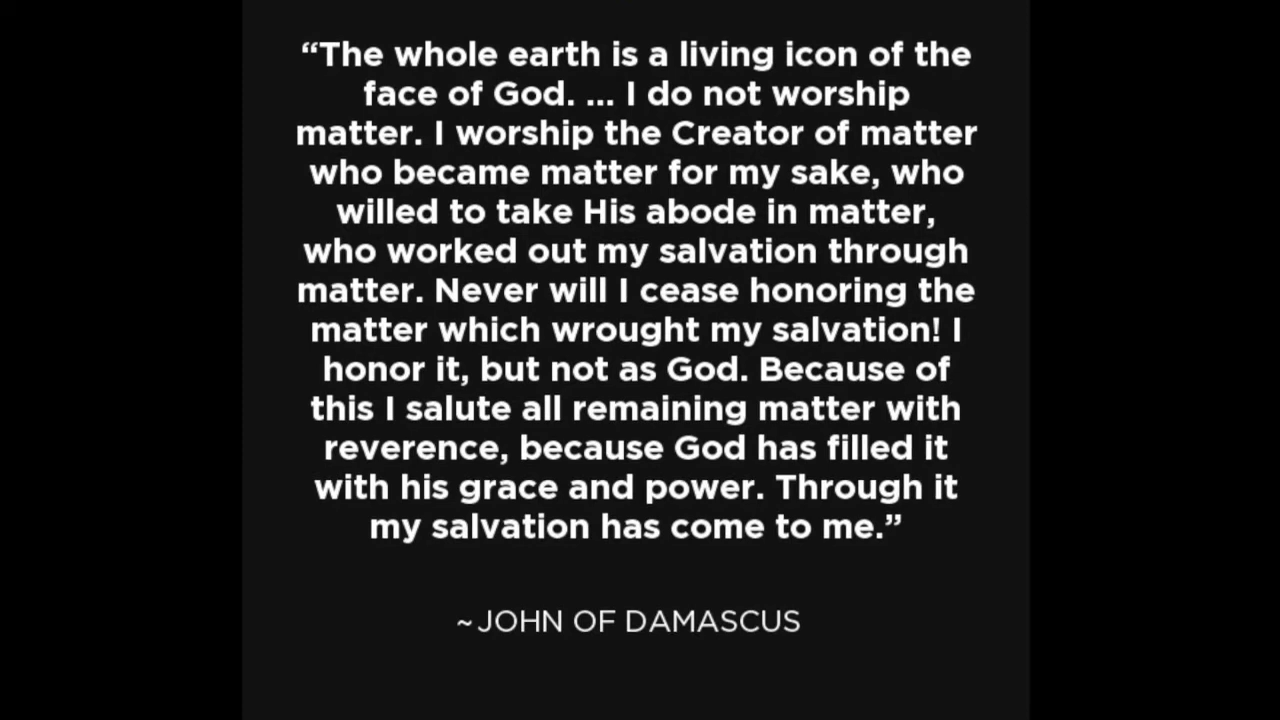 “The whole earth is a living icon of the
face of God. ... I do not worship
matter. I worship the Creator of matter
who became matter for my sake, who
willed to take His abode in matter,
who worked out my salvation through
matter. Never will I cease honoring the
matter which wrought my salvation! I
honor it, but not as God. Because of
this I salute all remaining matter with
reverence, because God has filled it
with his grace and power. Through it
my salvation has come to me.”
~JOHN OF DAMASCUS